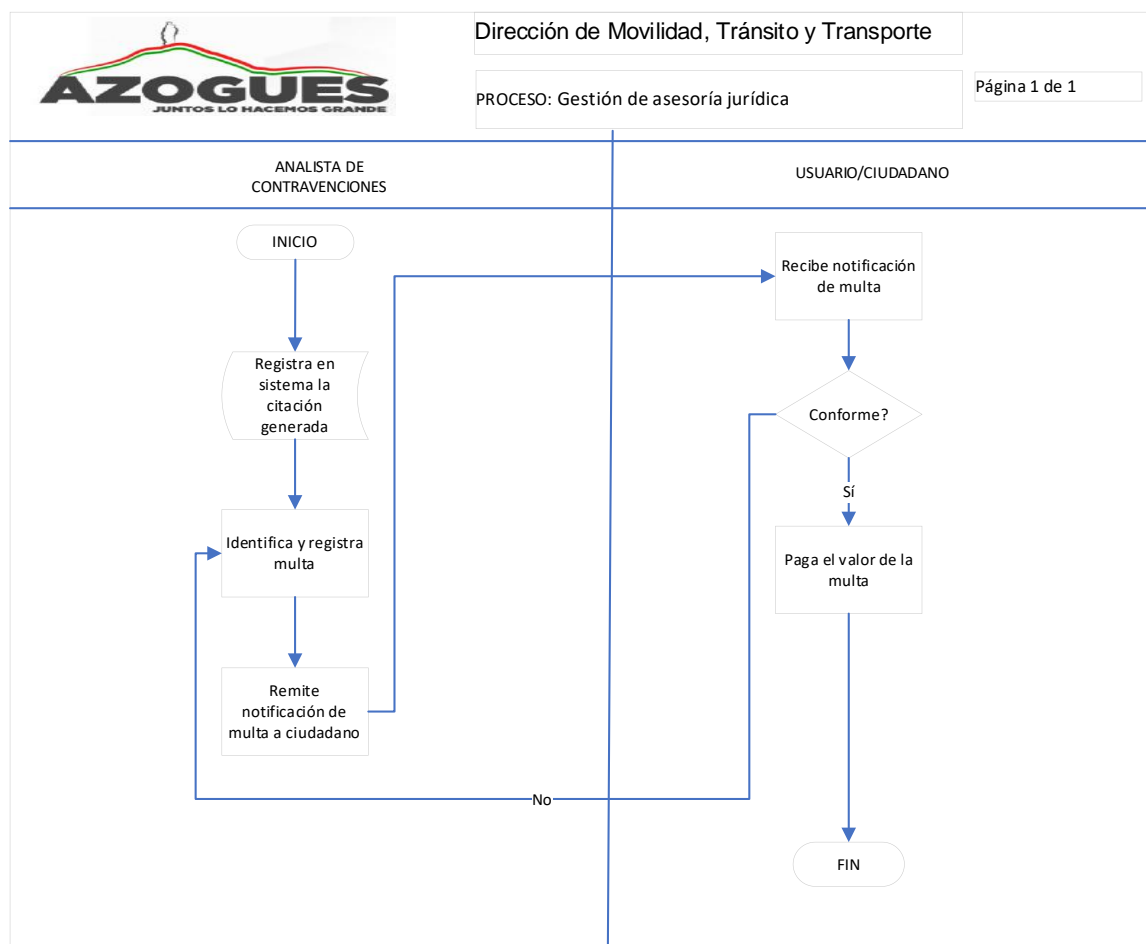 AZOGUES
JUNTOS LO HACEMOS GRANDE
Dirección de Movilidad, Tránsito y Transporte
PROCESO: Gestión de asesoría jurídica
Página 1 de 1
ANALISTA DE
CONTRAVENCIONES
USUARIO/CIUDADANO
INICIO
Registra en
sistema la
citación
generada
Identifica y registra
multa
Remite
notificación de
multa a ciudadano
Recibe notificación
de multa
Conforme?
Sí
No
Paga el valor de la
multa
FIN